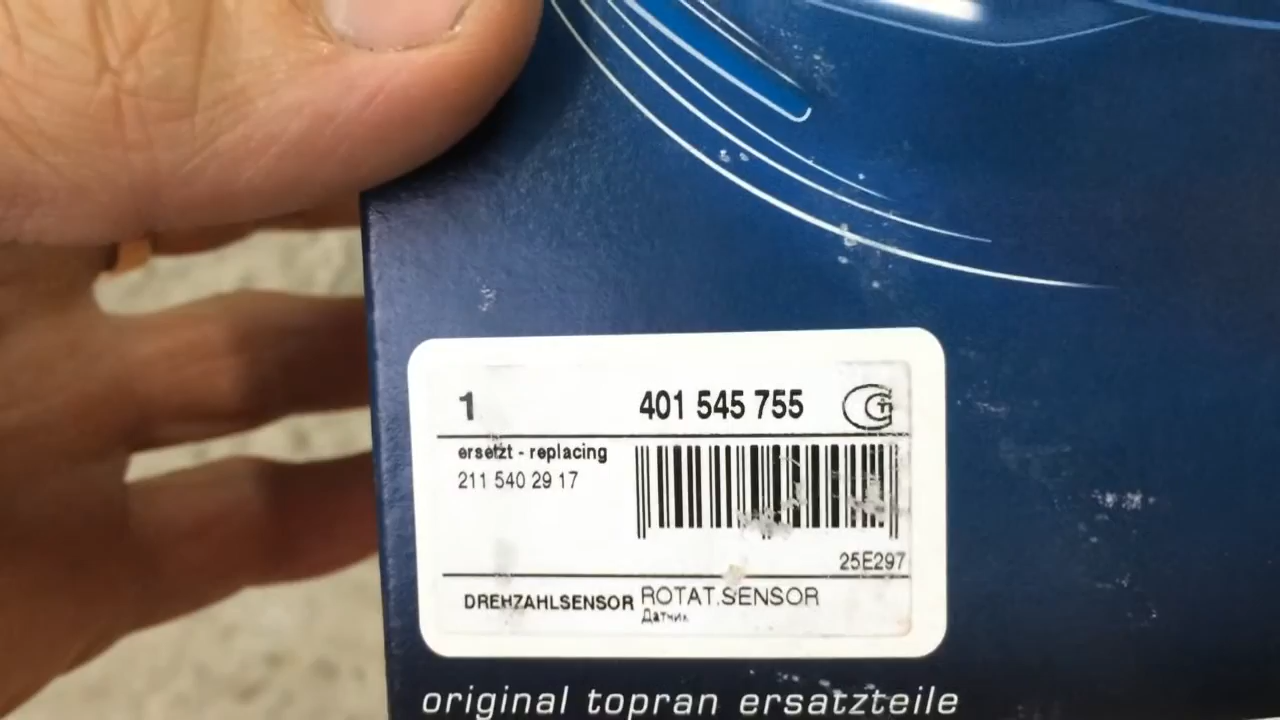 1 401 545 755
ersetzt - replacing
211 540 29 17
25E297
DREHZAHLSENSOR ROTAT.SENSOR
Датчик
original topran ersatzteile